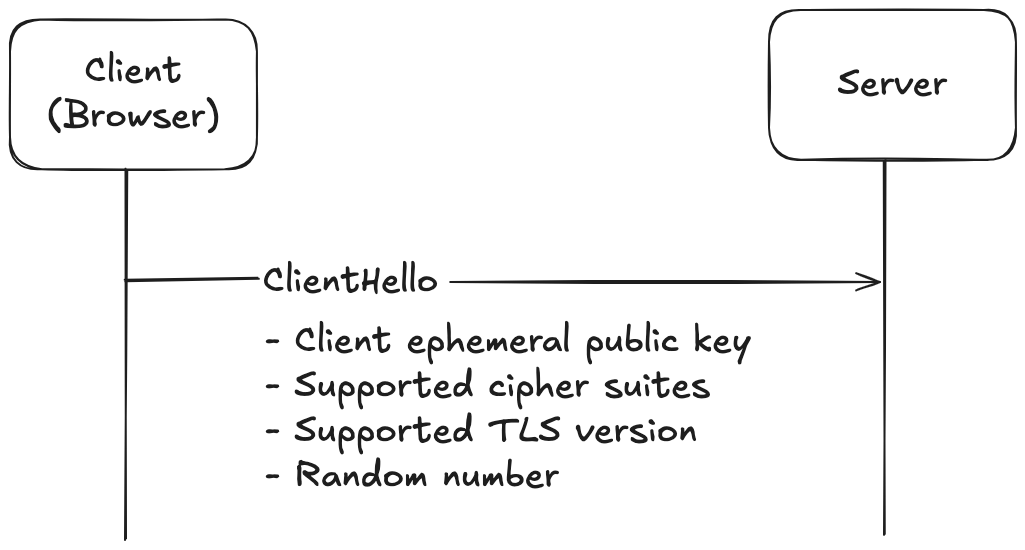 Client
(Browser)
Server
ClientHello
- Client ephemeral public key
- Supported cipher suites
- Supported TLS version
- Random number